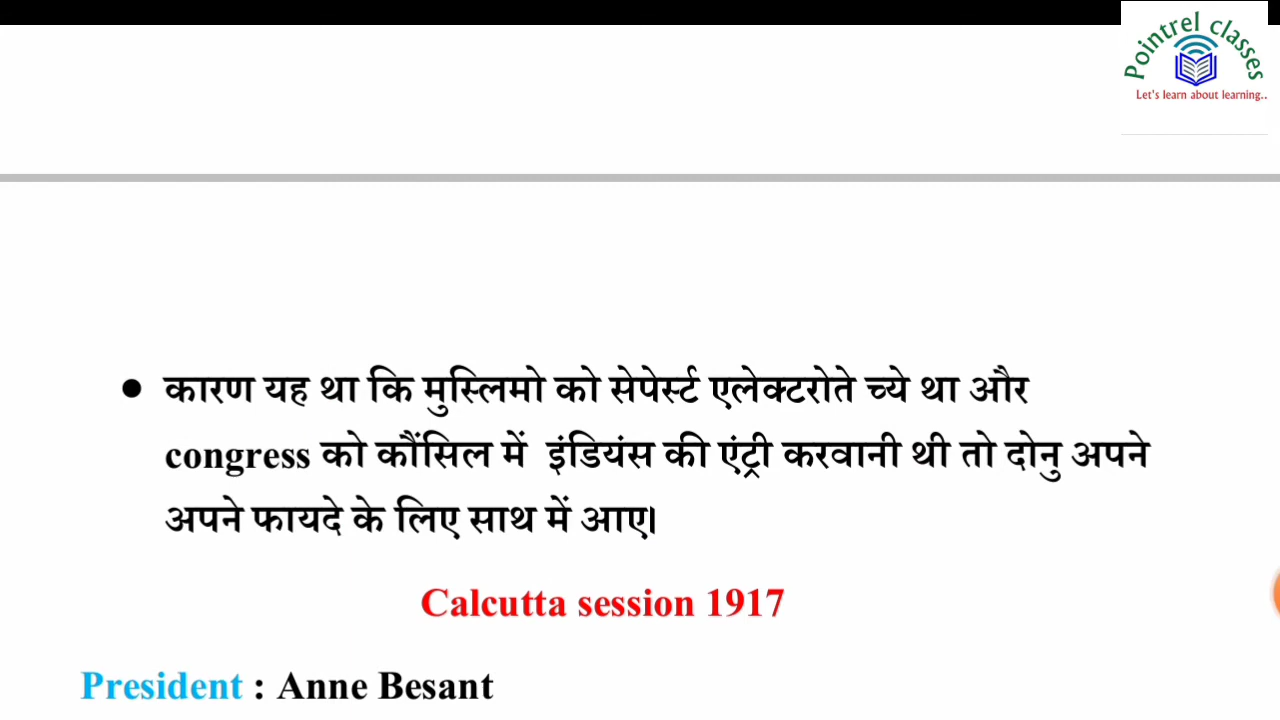 Pointrel classes
Let's learn about learning..
● कारण यह था कि मुस्लिमो को सेपेर्स्ट एलेक्टरोते च्ये था और
congress को कौंसिल में इंडियंस की एंट्री करवानी थी तो दोनु अपने
अपने फायदे के लिए साथ में आए।
Calcutta session 1917
President : Anne Besant